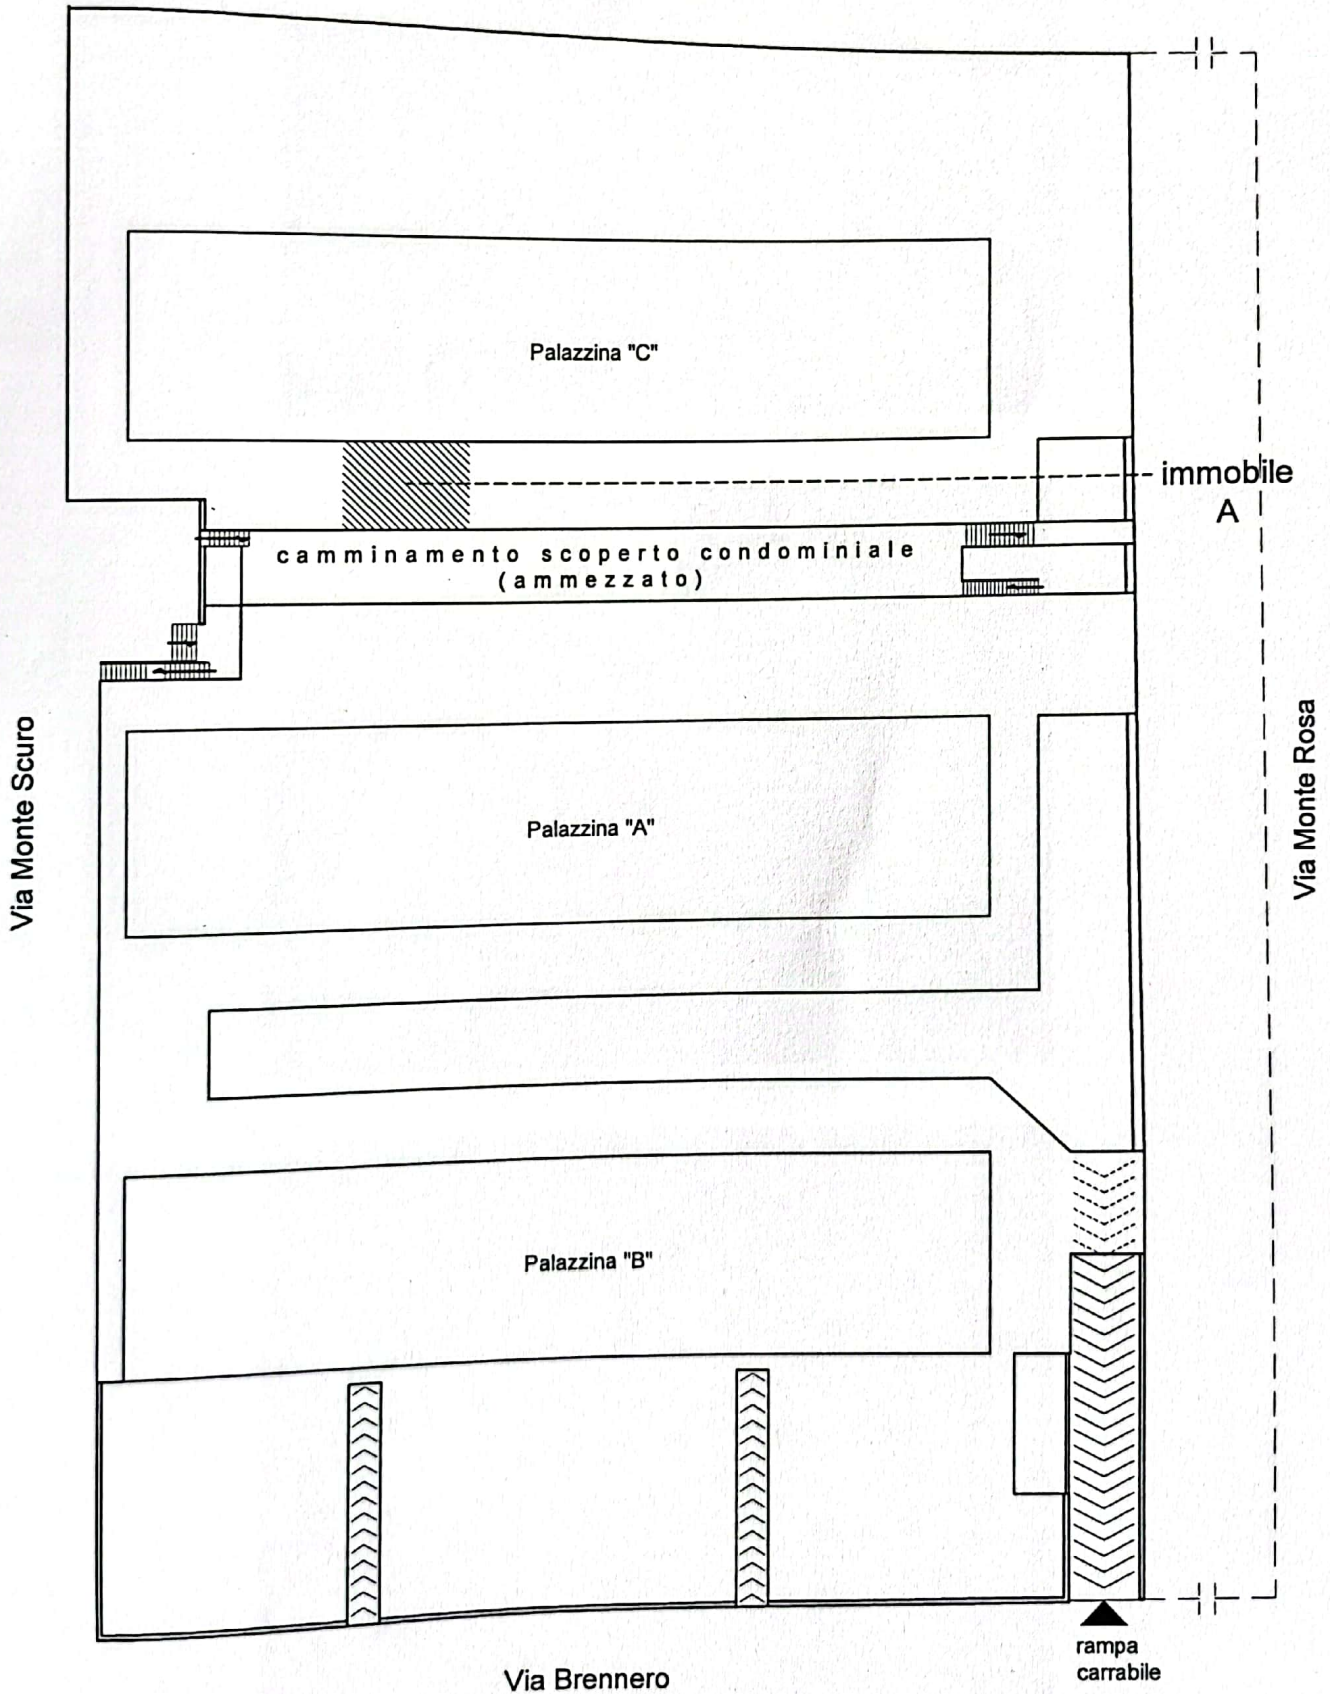 Palazzina "C"
immobile
A
camminamento scoperto condominiale
(ammezzato)
Via Monte Scuro
Via Monte Rosa
Palazzina "A"
Palazzina "B"
rampa
carrabile
Via Brennero